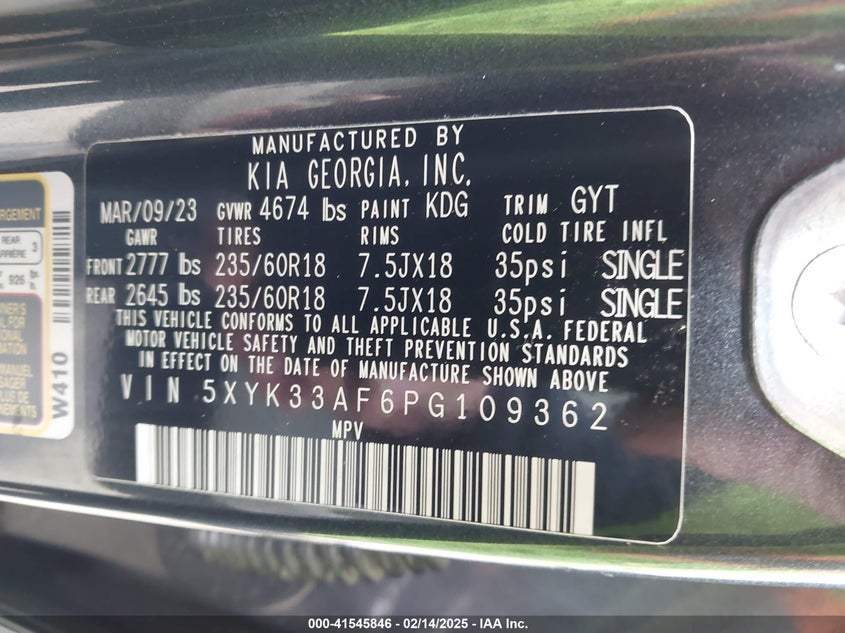 MANUFACTURED BY
KIA GEORGIA, INC.
MAR/09/23 GVWR 4674 lbs PAINT KDG TRIM GYT
GAWR TIRES RIMS COLD TIRE INFL
FRONT 2777 lbs 235/60R18 7.5JX18 35psi SINGLE
REAR 2645 lbs 235/60R18 7.5JX18 35psi SINGLE
THIS VEHICLE CONFORMS TO ALL APPLICABLE U.S.A. FEDERAL
MOTOR VEHICLE SAFETY AND THEFT PREVENTION STANDARDS
IN EFFECT ON THE DATE OF MANUFACTURE SHOWN ABOVE
VIN 5XYK33AF6PG109362
MPV
REAR 3
926
W410
000-41545846 - 02/14/2025 - IAA Inc.